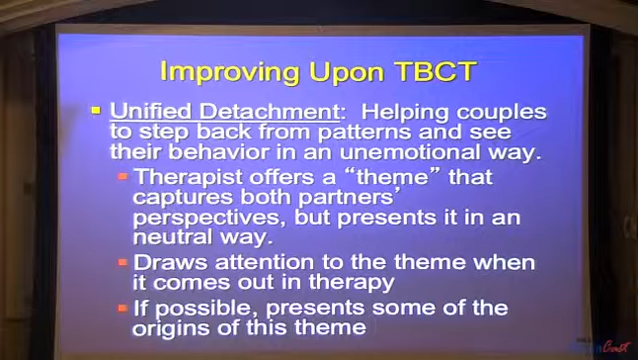 Improving Upon TBCT
Unified Detachment: Helping couples
to step back from patterns and see
their behavior in an unemotional way.
Therapist offers a “theme” that
captures both partners’
perspectives, but presents it in an
neutral way.
Draws attention to the theme when
it comes out in therapy
If possible, presents some of the
origins of this theme
Cast